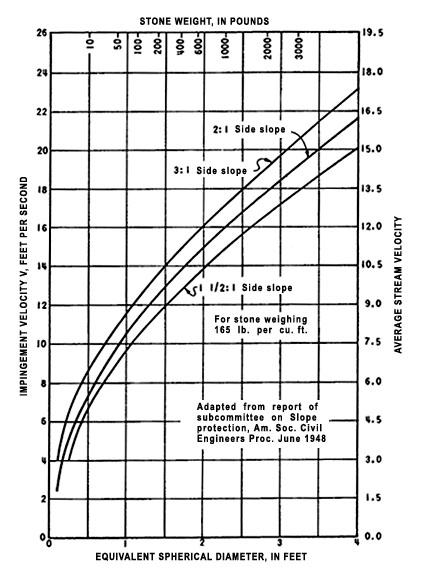 STONE WEIGHT, IN POUNDS
10 50 100 200 400 600 1000 2000 3000
26 19.5
24 18.0
22 16.5
20 15.0
18 13.5
16 12.0
14 10.5
12 9.0
10 7.5
8 6.0
6 4.5
4 3.0
2 1.5
0 0.0
0 1 2 3 4
IMPINGEMENT VELOCITY V, FEET PER SECOND
AVERAGE STREAM VELOCITY
2:1 Side slope
3:1 Side slope
1 1/2:1 Side slope
For stone weighing
165 lb. per cu. ft.
Adapted from report of
subcommittee on Slope
protection, Am. Soc. Civil
Engineers Proc. June 1948
EQUIVALENT SPHERICAL DIAMETER, IN FEET